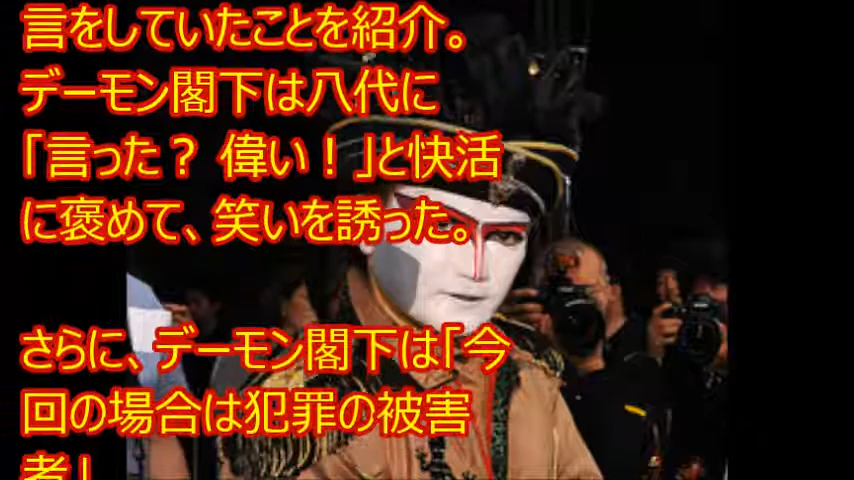 言をしていたことを紹介。
デーモン閣下は八代に
「言った？ 偉い！」と快活
に褒めて、笑いを誘った。
さらに、デーモン閣下は「今
回の場合は犯罪の被害
者」